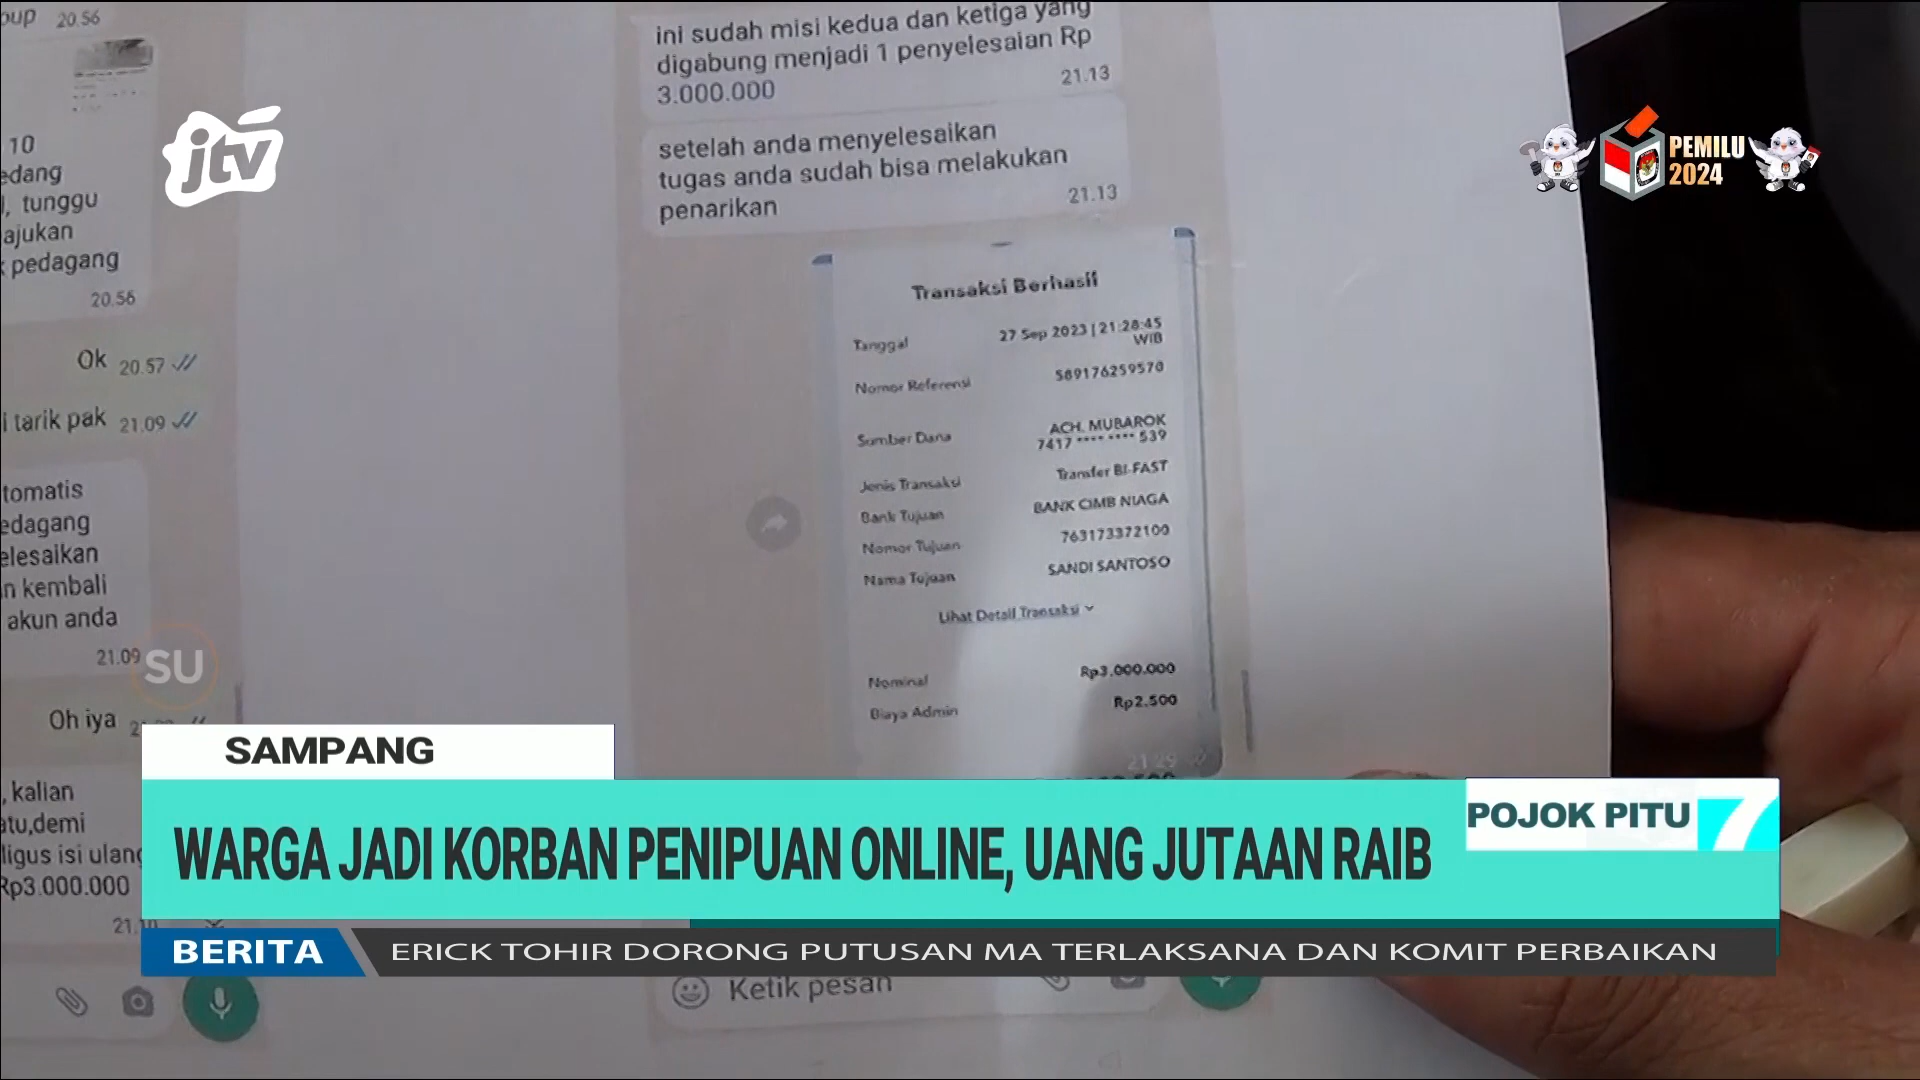 oup 20.56
10
edang
l, tunggu
ajukan
k pedagang
20.56
Ok 20.57
i tarik pak 21.09
tomatis
edagang
elesaikan
n kembali
akun anda
21.09
Oh iya
, kalian
atu,demi
ligus isi ulang
Rp3.000.000
21.10
ini sudah misi kedua dan ketiga yang
digabung menjadi 1 penyelesaian Rp
3.000.000
21.13
setelah anda menyelesaikan
tugas anda sudah bisa melakukan
penarikan
21.13
Transaksi Berhasil
Tanggal 27 Sep 2023 | 21:28:45
WIB
Nomor Referensi 589176259570
Sumber Dana ACH. MUBAROK
7417 **** **** 539
Jenis Transaksi Transfer BI-FAST
Bank Tujuan BANK CIMB NIAGA
Nomor Tujuan 763173372100
Nama Tujuan SANDI SANTOSO
Lihat Detail Transaksi
Nominal Rp3.000.000
Biaya Admin Rp2.500
21.29
Ketik pesan
jtv
PEMILU
2024
SU
SAMPANG
WARGA JADI KORBAN PENIPUAN ONLINE, UANG JUTAAN RAIB
POJOK PITU 7
BERITA
ERICK TOHIR DORONG PUTUSAN MA TERLAKSANA DAN KOMIT PERBAIKAN